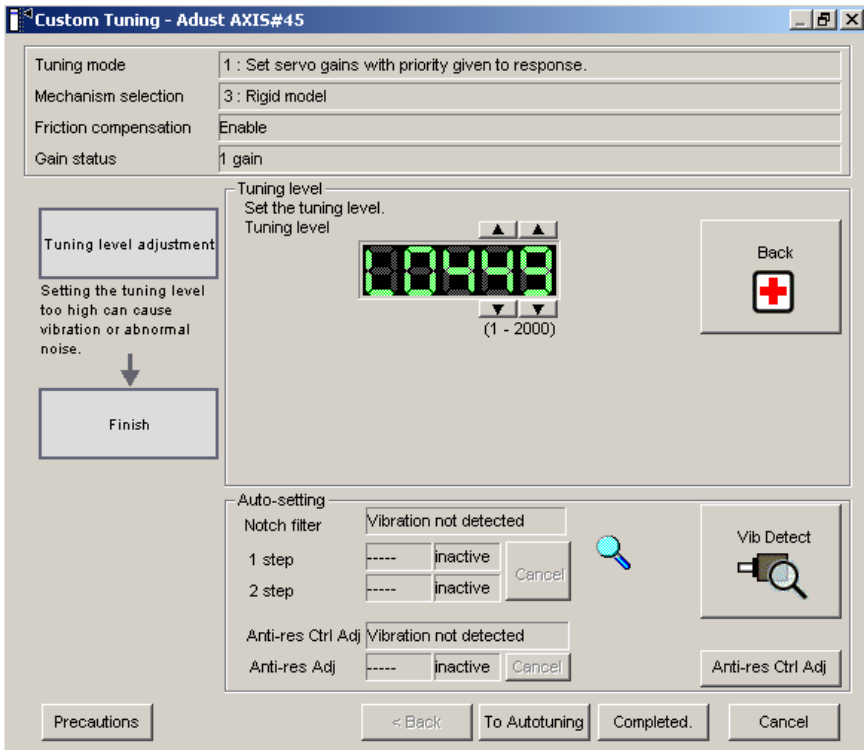 Custom Tuning - Adust AXIS#45
Tuning mode 1 : Set servo gains with priority given to response.
Mechanism selection 3 : Rigid model
Friction compensation Enable
Gain status 1 gain
Tuning level adjustment
Setting the tuning level
too high can cause
vibration or abnormal
noise.
Finish
Tuning level
Set the tuning level.
Tuning level
L0449
(1 - 2000)
Back
Auto-setting
Notch filter Vibration not detected
1 step ----- inactive
2 step ----- inactive
Cancel
Anti-res Ctrl Adj Vibration not detected
Anti-res Adj ----- inactive Cancel
Vib Detect
Anti-res Ctrl Adj
Precautions < Back To Autotuning Completed. Cancel